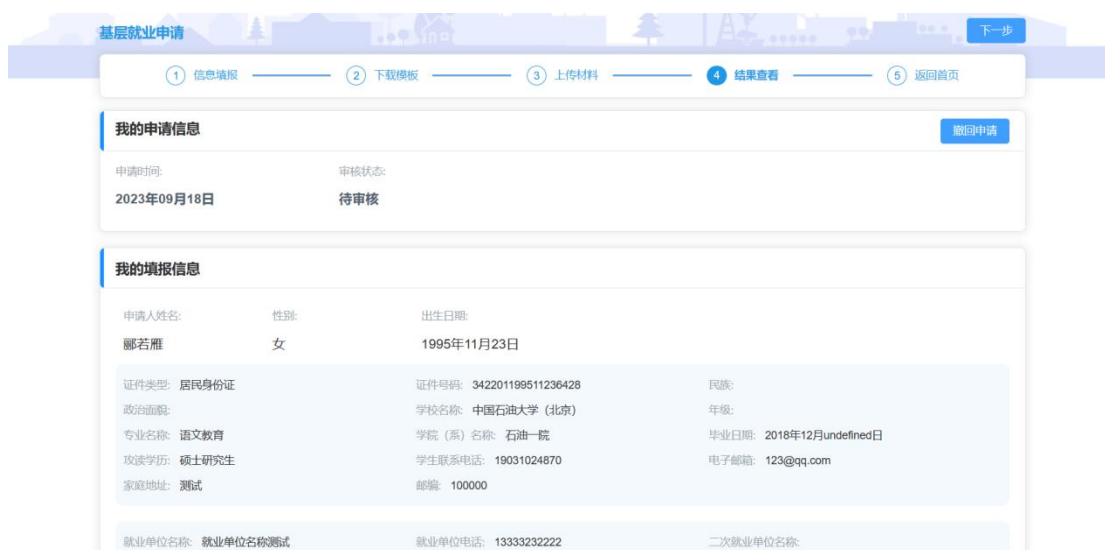 基层就业申请 下一步
1 信息填报 2 下载模板 3 上传材料 4 结果查看 5 返回首页
我的申请信息 撤回申请
申请时间: 审核状态:
2023年09月18日 待审核
我的填报信息
申请人姓名: 性别: 出生日期:
郦若雁 女 1995年11月23日
证件类型: 居民身份证 证件号码: 342201199511236428 民族:
政治面貌: 学校名称: 中国石油大学（北京） 年级:
专业名称: 语文教育 学院（系）名称: 石油一院 毕业日期: 2018年12月undefined日
攻读学历: 硕士研究生 学生联系电话: 19031024870 电子邮箱: 123@qq.com
家庭地址: 测试 邮编: 100000
就业单位名称: 就业单位名称测试 就业单位电话: 13333232222 二次就业单位名称: